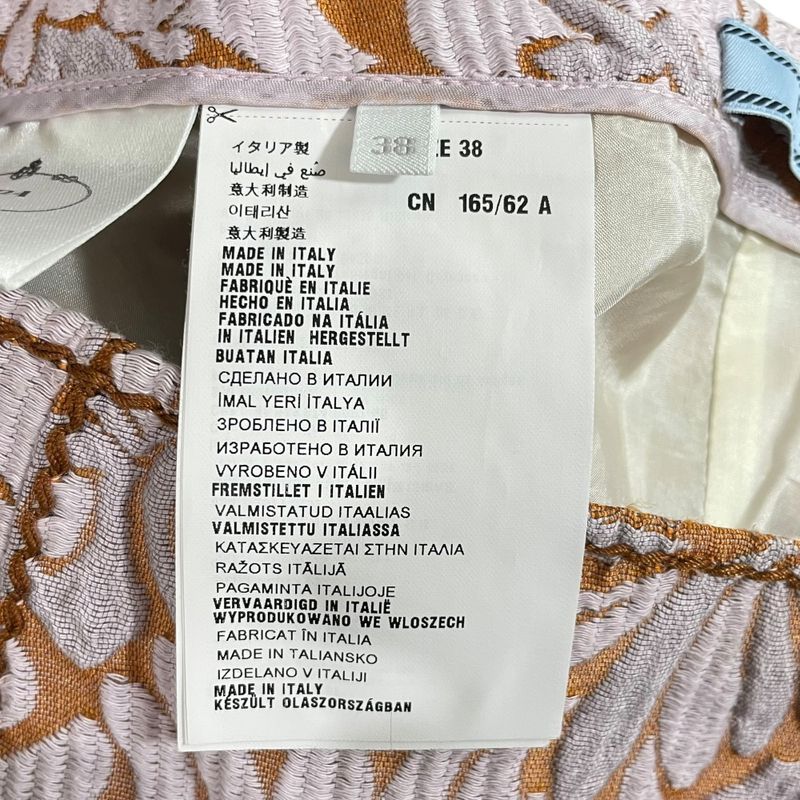 38
E 38
CN 165/62 A
イタリア製
صنع في إيطاليا
意大利制造
이태리산
意大利製造
MADE IN ITALY
MADE IN ITALY
FABRIQUÈ EN ITALIE
HECHO EN ITALIA
FABRICADO NA ITÁLIA
IN ITALIEN HERGESTELLT
BUATAN ITALIA
СДЕЛАНО В ИТАЛИИ
İMAL YERİ İTALYA
ЗРОБЛЕНО В ІТАЛІЇ
ИЗРАБОТЕНО В ИТАЛИЯ
VYROBENO V ITÁLII
FREMSTILLET I ITALIEN
VALMISTATUD ITAALIAS
VALMISTETTU ITALIASSA
ΚΑΤΑΣΚΕΥΑΖΕΤΑΙ ΣΤΗΝ ΙΤΑΛΙΑ
RAŽOTS ITĀLIJĀ
PAGAMINTA ITALIJOJE
VERVAARDIGD IN ITALIË
WYPRODUKOWANO WE WLOSZECH
FABRICAT ÎN ITALIA
MADE IN TALIANSKO
IZDELANO V ITALIJI
MADE IN ITALY
KÉSZÜLT OLASZORSZÁGBAN